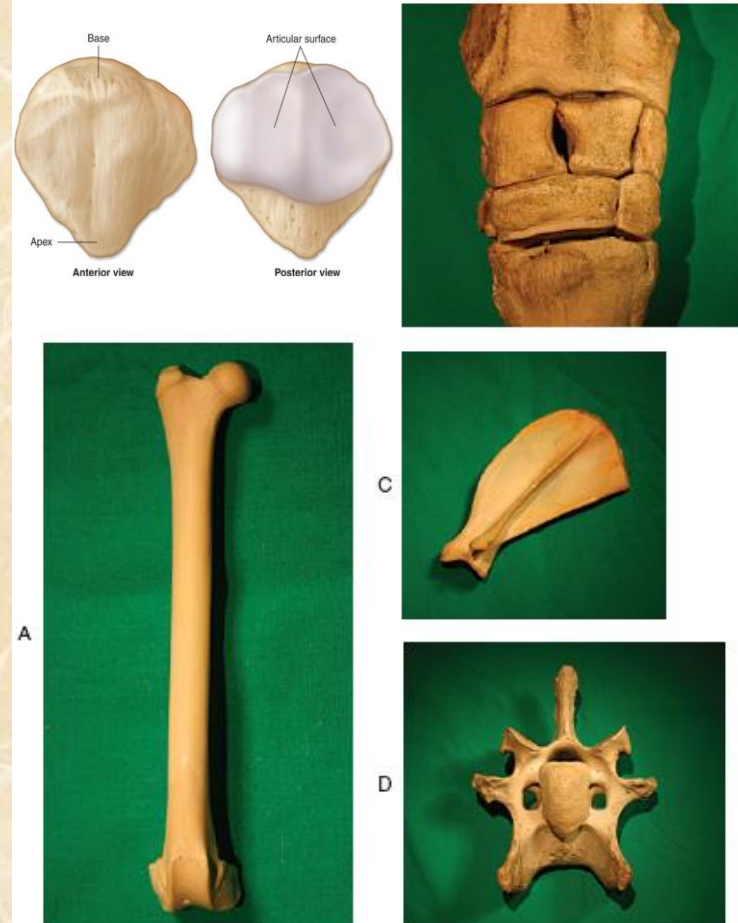 Base
Articular surface
Apex
Anterior view
Posterior view
A
C
D